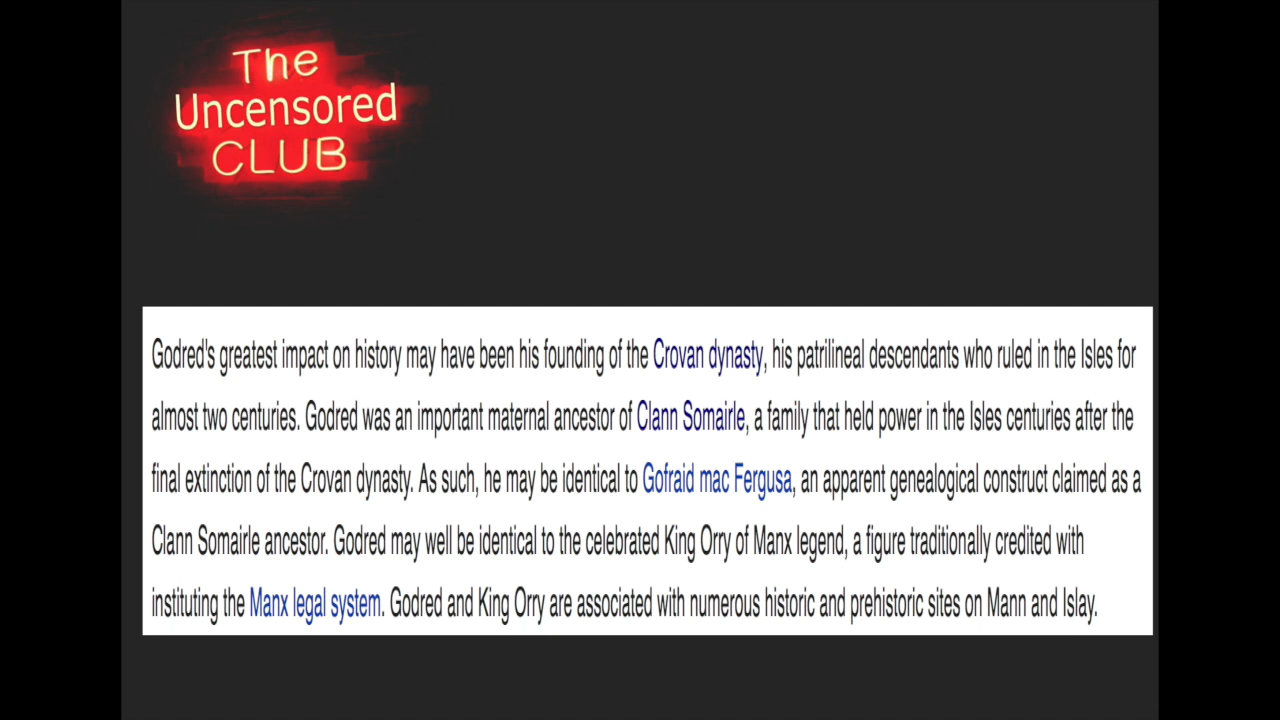 The
Uncensored
CLUB
Godred's greatest impact on history may have been his founding of the Crovan dynasty, his patrilineal descendants who ruled in the Isles for
almost two centuries. Godred was an important maternal ancestor of Clann Somairle, a family that held power in the Isles centuries after the
final extinction of the Crovan dynasty. As such, he may be identical to Gofraid mac Fergusa, an apparent genealogical construct claimed as a
Clann Somairle ancestor. Godred may well be identical to the celebrated King Orry of Manx legend, a figure traditionally credited with
instituting the Manx legal system. Godred and King Orry are associated with numerous historic and prehistoric sites on Mann and Islay.